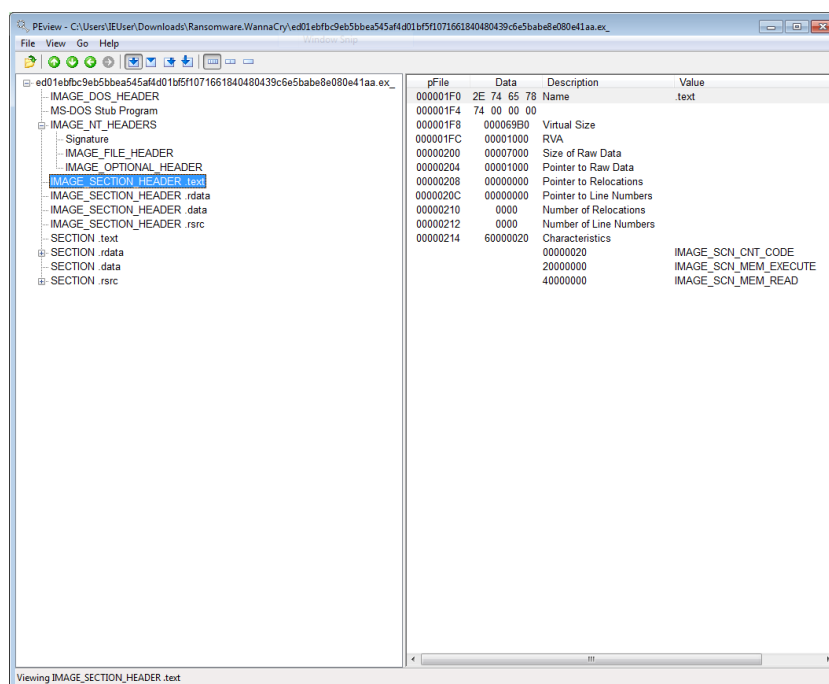 PEview - C:\Users\IEUser\Downloads\Ransomware.WannaCry\ed01ebfbc9eb5bbea545af4d01bf5f1071661840480439c6e5babe8e080e41aa.ex_
File View Go Help
Window Snip
ed01ebfbc9eb5bbea545af4d01bf5f1071661840480439c6e5babe8e080e41aa.ex_
IMAGE_DOS_HEADER
MS-DOS Stub Program
IMAGE_NT_HEADERS
Signature
IMAGE_FILE_HEADER
IMAGE_OPTIONAL_HEADER
IMAGE_SECTION_HEADER .text
IMAGE_SECTION_HEADER .rdata
IMAGE_SECTION_HEADER .data
IMAGE_SECTION_HEADER .rsrc
SECTION .text
SECTION .rdata
SECTION .data
SECTION .rsrc
pFile Data Description Value
000001F0 2E 74 65 78 Name .text
000001F4 74 00 00 00
000001F8 000069B0 Virtual Size
000001FC 00001000 RVA
00000200 00007000 Size of Raw Data
00000204 00001000 Pointer to Raw Data
00000208 00000000 Pointer to Relocations
0000020C 00000000 Pointer to Line Numbers
00000210 0000 Number of Relocations
00000212 0000 Number of Line Numbers
00000214 60000020 Characteristics
00000020 IMAGE_SCN_CNT_CODE
20000000 IMAGE_SCN_MEM_EXECUTE
40000000 IMAGE_SCN_MEM_READ
Viewing IMAGE_SECTION_HEADER .text